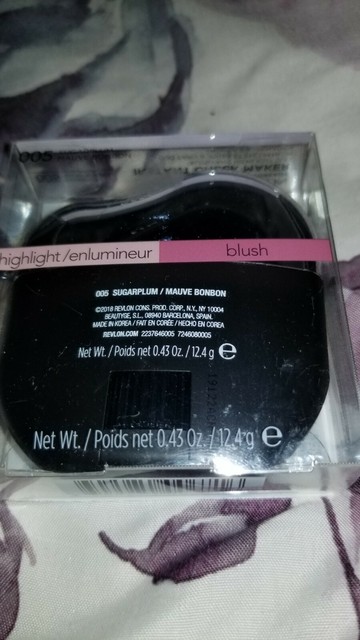 005
highlight/enlumineur
blush
005 SUGARPLUM / MAUVE BONBON
©2018 REVLON CONS. PROD. CORP., N.Y., NY 10004
BEAUTYGE, S.L., 08940 BARCELONA, SPAIN.
MADE IN KOREA / FAIT EN CORÉE / HECHO EN COREA
REVLON.COM 2237646005 7246080005
Net Wt. / Poids net 0.43 Oz. / 12.4 g ℮
Net Wt. / Poids net 0.43 Oz. / 12.4 g ℮